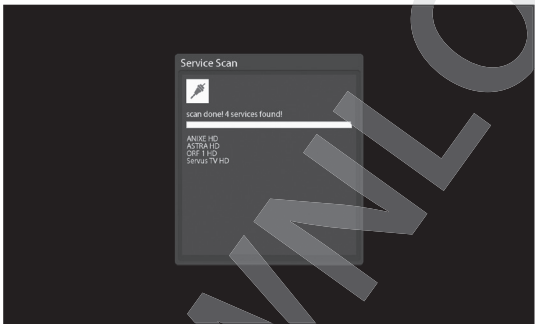 Service Scan
scan done! 4 services found!
ANIXE HD
ASTRA HD
ORF 1 HD
Servus TV HD